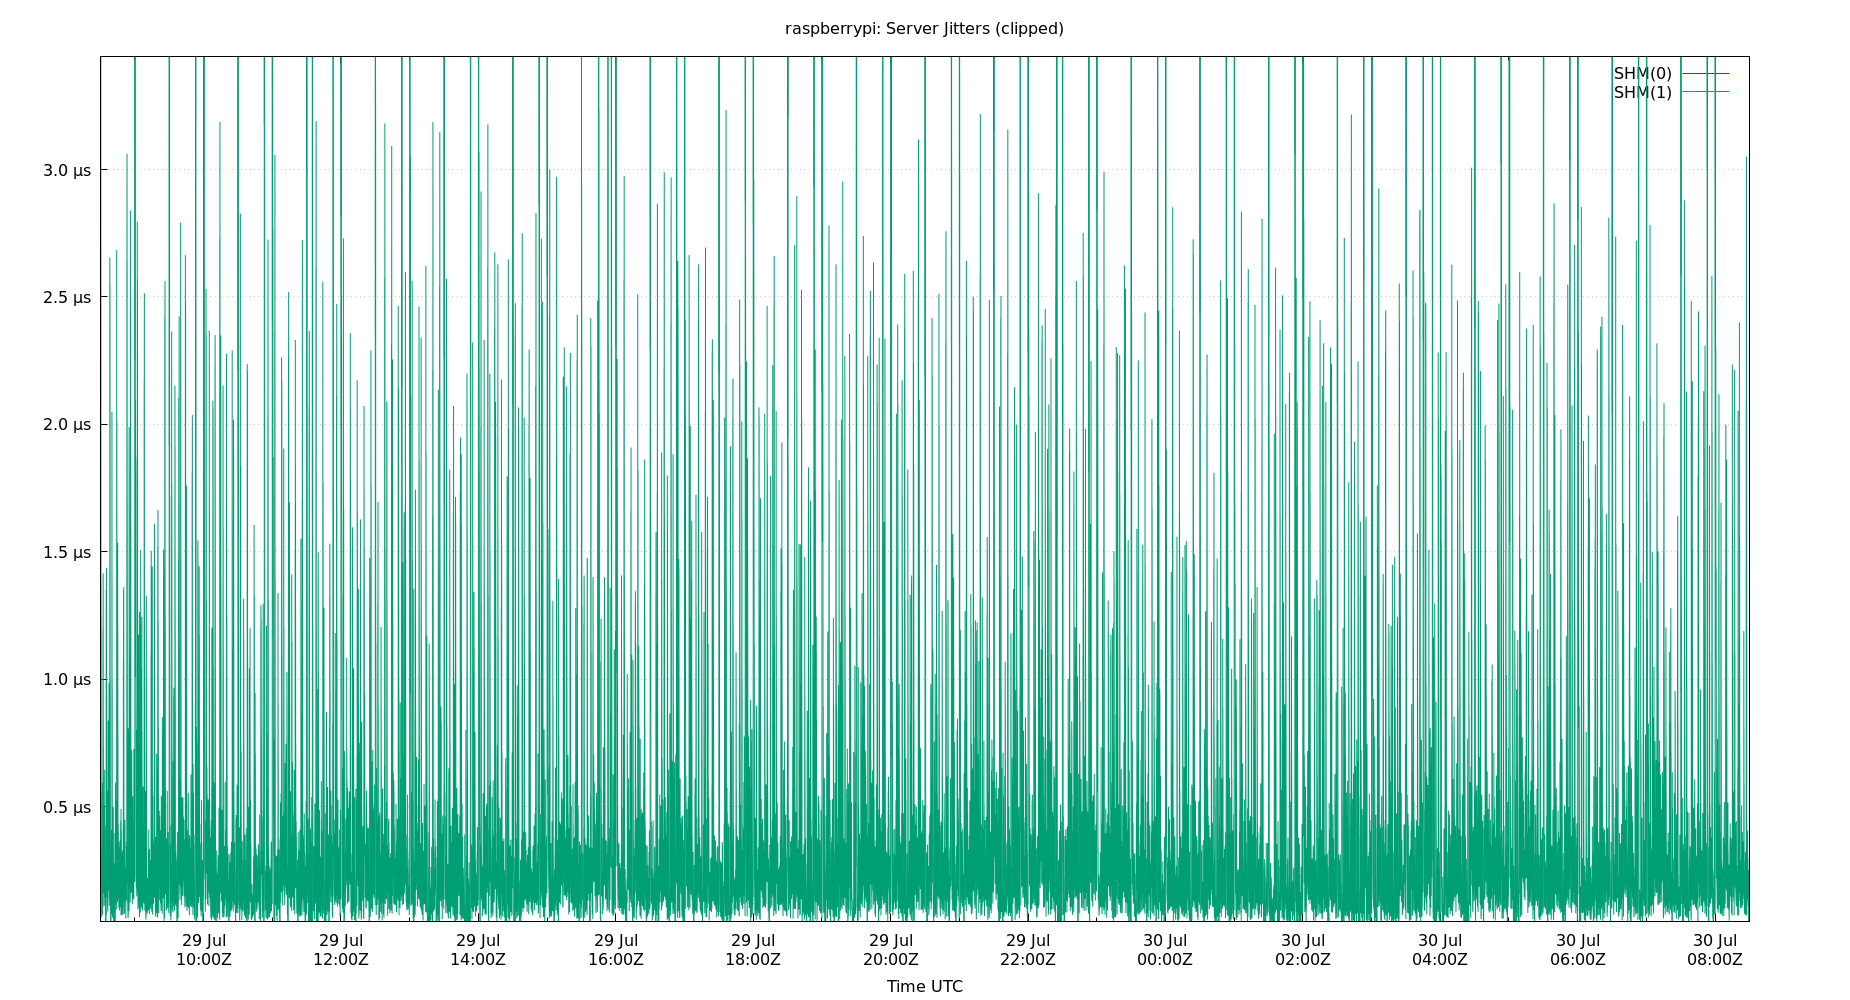 raspberrypi: Server Jitters (clipped)
SHM(0)
SHM(1)
3.0 µs
2.5 µs
2.0 µs
1.5 µs
1.0 µs
0.5 µs
29 Jul 29 Jul 29 Jul 29 Jul 29 Jul 29 Jul 29 Jul 30 Jul 30 Jul 30 Jul 30 Jul 30 Jul
10:00Z 12:00Z 14:00Z 16:00Z 18:00Z 20:00Z 22:00Z 00:00Z 02:00Z 04:00Z 06:00Z 08:00Z
Time UTC